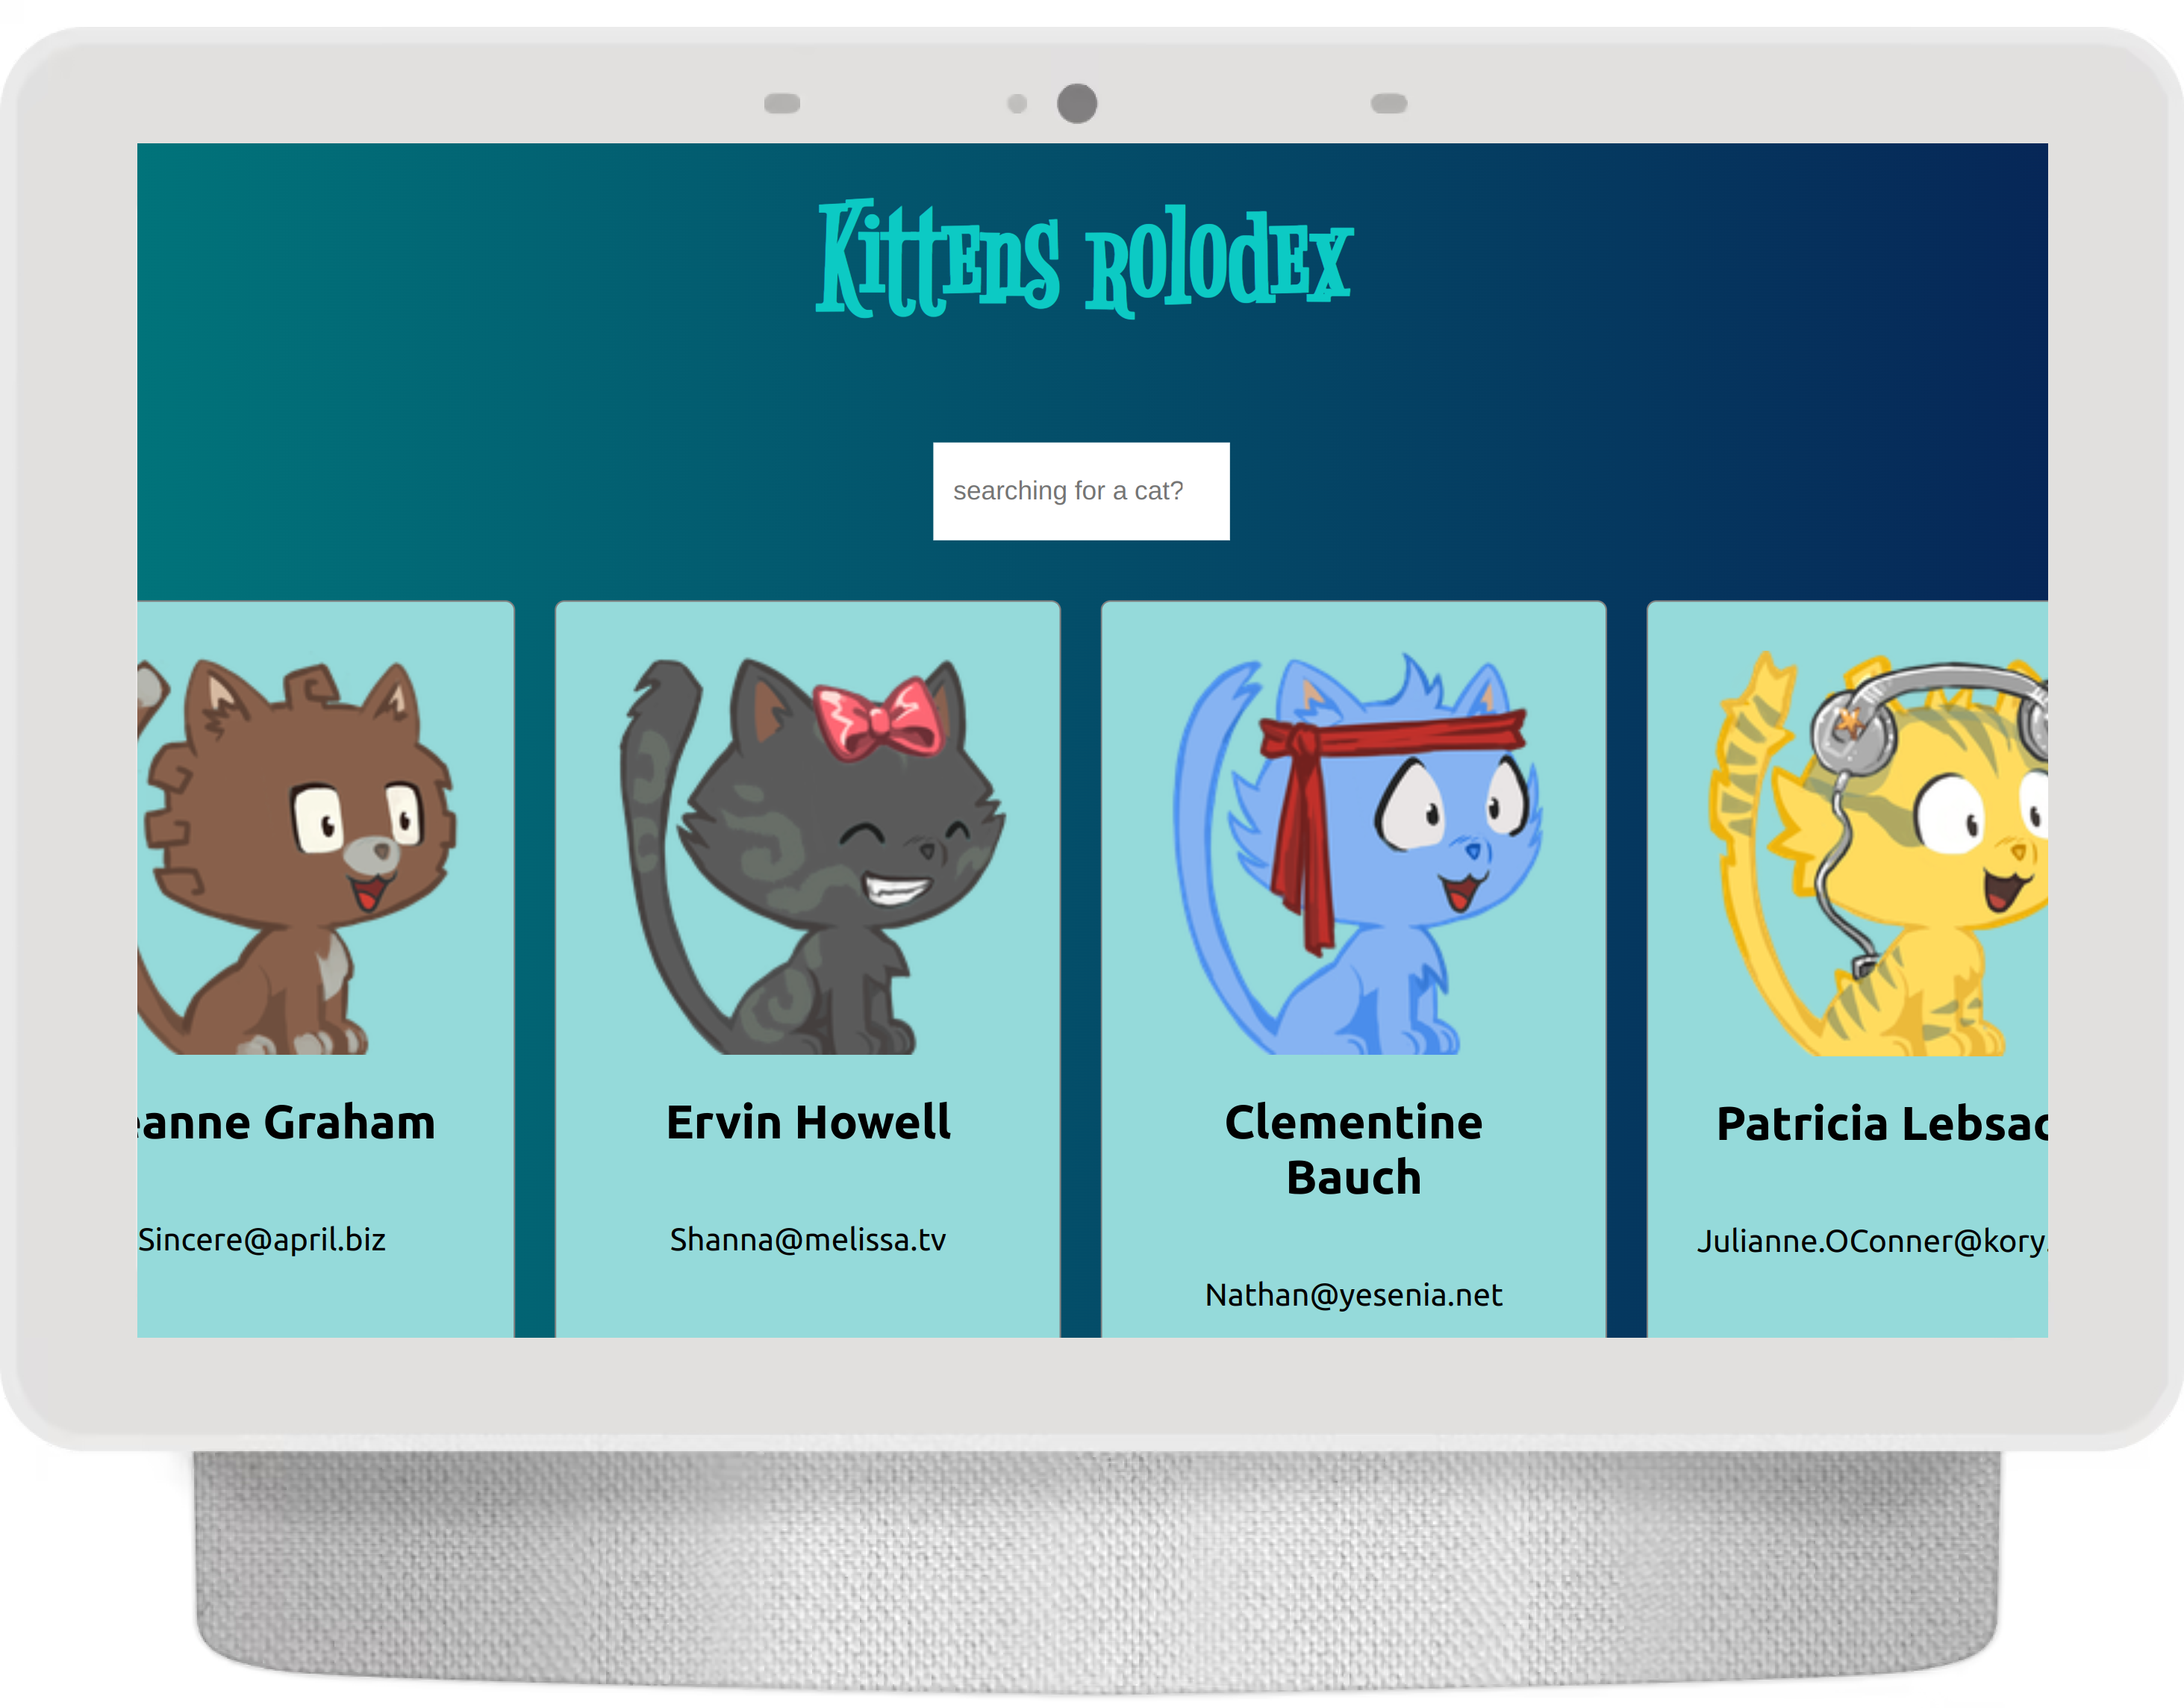 Kittens Rolodex
searching for a cat?
eanne Graham
Ervin Howell
Clementine
Bauch
Patricia Lebsac
Sincere@april.biz
Shanna@melissa.tv
Nathan@yesenia.net
Julianne.OConner@kory.